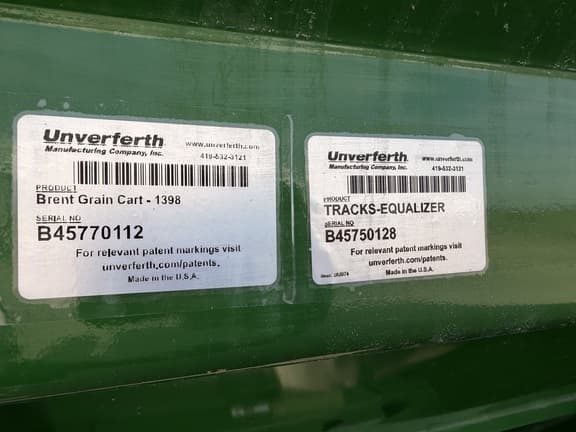 Unverferth
Manufacturing Company, Inc.
www.unverferth.com
419-532-3121
PRODUCT
Brent Grain Cart - 1398
SERIAL NO
B45770112
For relevant patent markings visit
unverferth.com/patents.
Made in the U.S.A.
Unverferth
Manufacturing Company, Inc.
www.unverferth.com
419-532-3121
PRODUCT
TRACKS-EQUALIZER
SERIAL NO
B45750128
For relevant patent markings visit
unverferth.com/patents.
Made in the U.S.A.